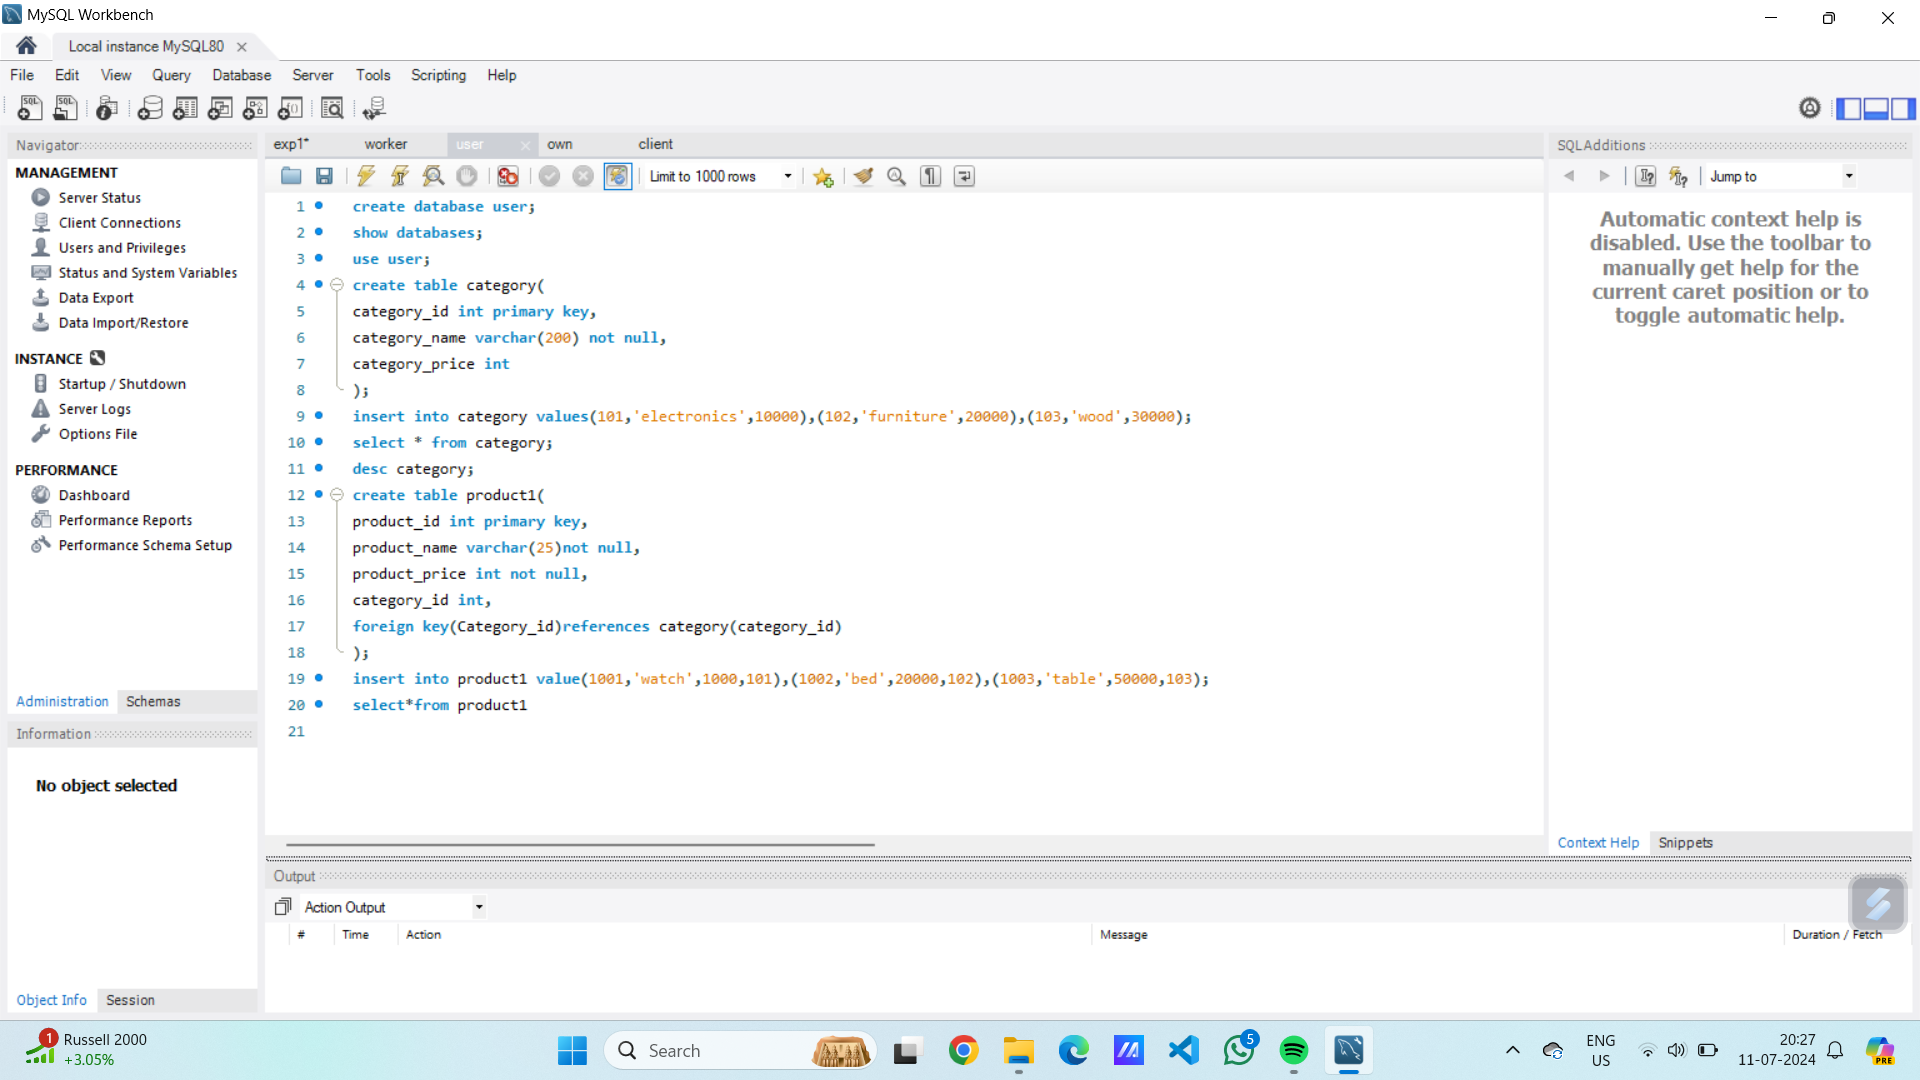 MySQL Workbench
Local instance MySQL80
File Edit View Query Database Server Tools Scripting Help
Navigator
MANAGEMENT
Server Status
Client Connections
Users and Privileges
Status and System Variables
Data Export
Data Import/Restore
INSTANCE
Startup / Shutdown
Server Logs
Options File
PERFORMANCE
Dashboard
Performance Reports
Performance Schema Setup
Administration Schemas
Information
No object selected
Object Info Session
exp1* worker user own client
Limit to 1000 rows
1 create database user;
2 show databases;
3 use user;
4 create table category(
5 category_id int primary key,
6 category_name varchar(200) not null,
7 category_price int
8 );
9 insert into category values(101,'electronics',10000),(102,'furniture',20000),(103,'wood',30000);
10 select * from category;
11 desc category;
12 create table product1(
13 product_id int primary key,
14 product_name varchar(25)not null,
15 product_price int not null,
16 category_id int,
17 foreign key(Category_id)references category(category_id)
18 );
19 insert into product1 value(1001,'watch',1000,101),(1002,'bed',20000,102),(1003,'table',50000,103);
20 select*from product1
21
SQLAdditions
Jump to
Automatic context help is
disabled. Use the toolbar to
manually get help for the
current caret position or to
toggle automatic help.
Context Help Snippets
Output
Action Output
# Time Action Message Duration / Fetch
1
Russell 2000
+3.05%
Search
5
ENG
US
20:27
11-07-2024
PRE